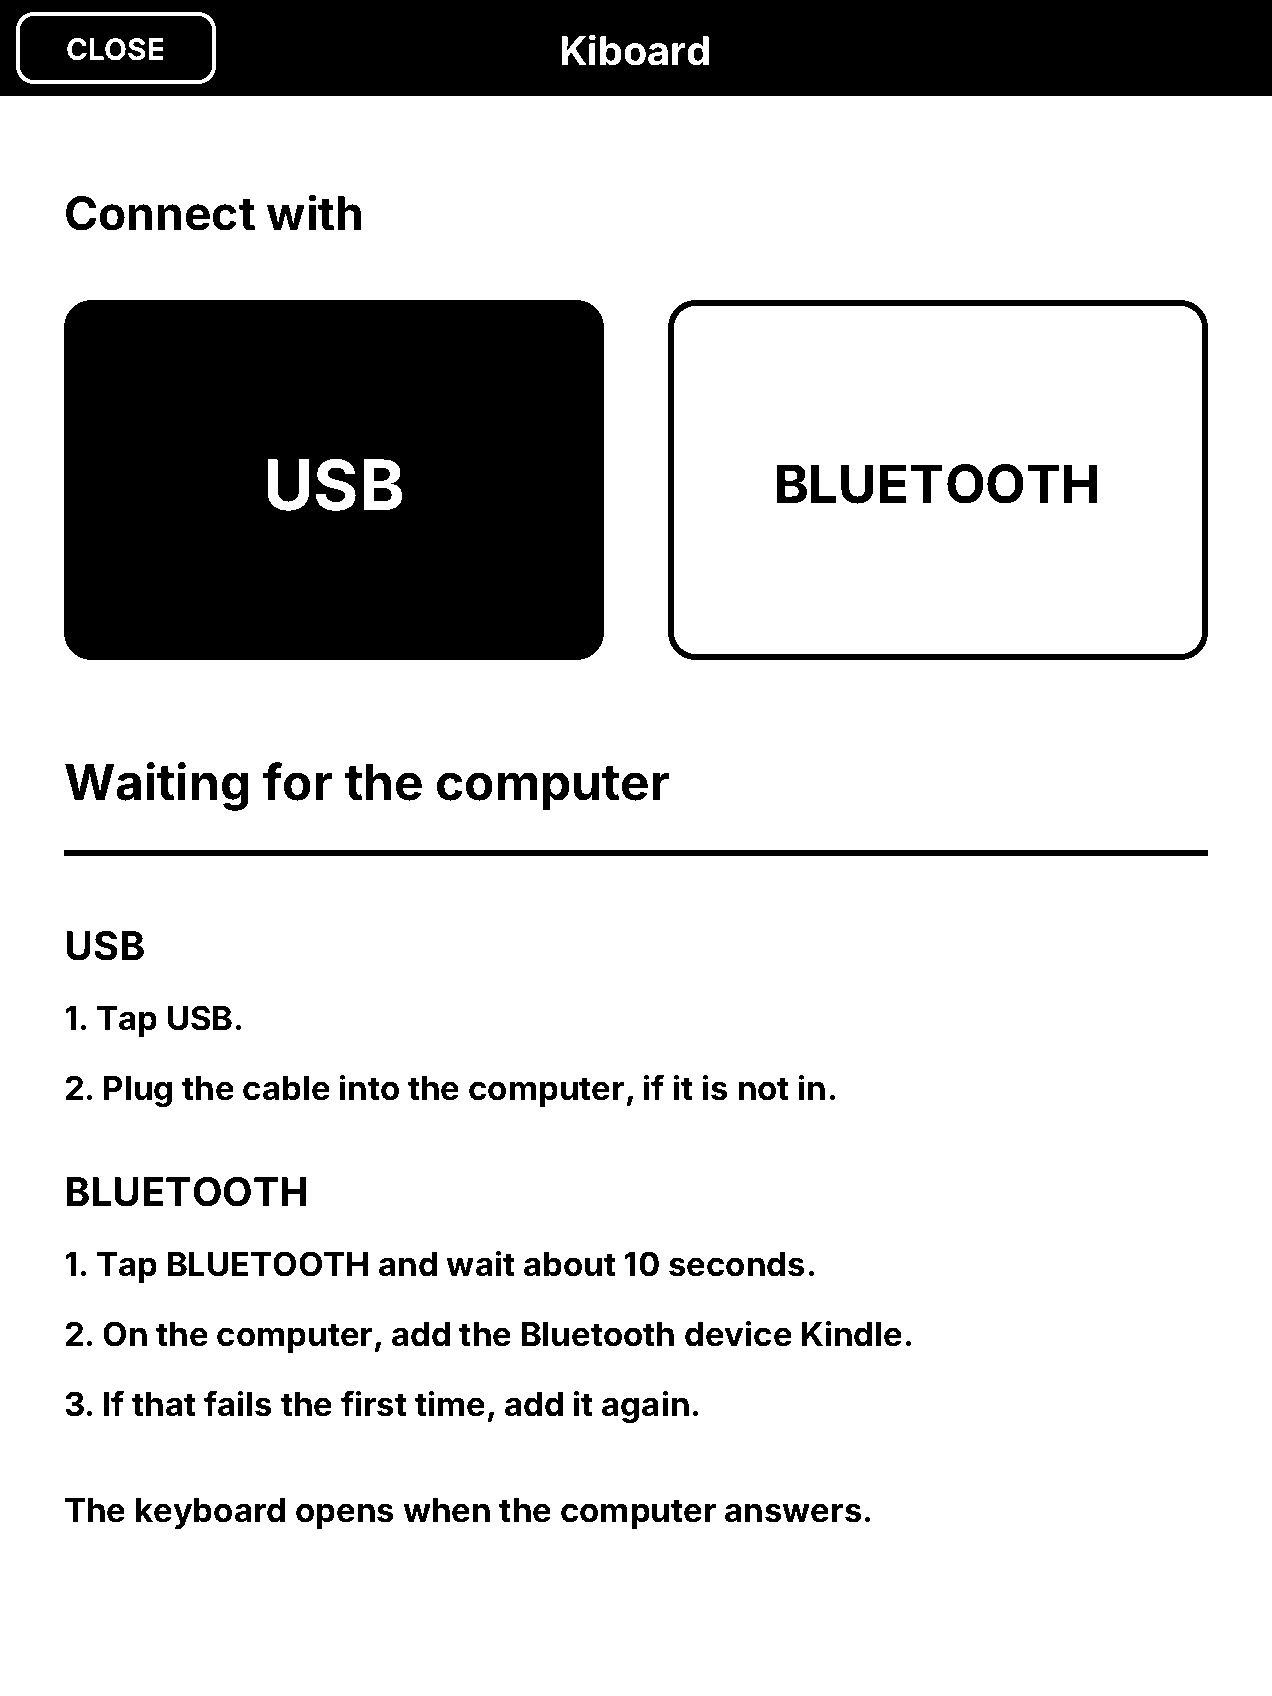 CLOSE
Kiboard
Connect with
USB
BLUETOOTH
Waiting for the computer
USB
1. Tap USB.
2. Plug the cable into the computer, if it is not in.
BLUETOOTH
1. Tap BLUETOOTH and wait about 10 seconds.
2. On the computer, add the Bluetooth device Kindle.
3. If that fails the first time, add it again.
The keyboard opens when the computer answers.